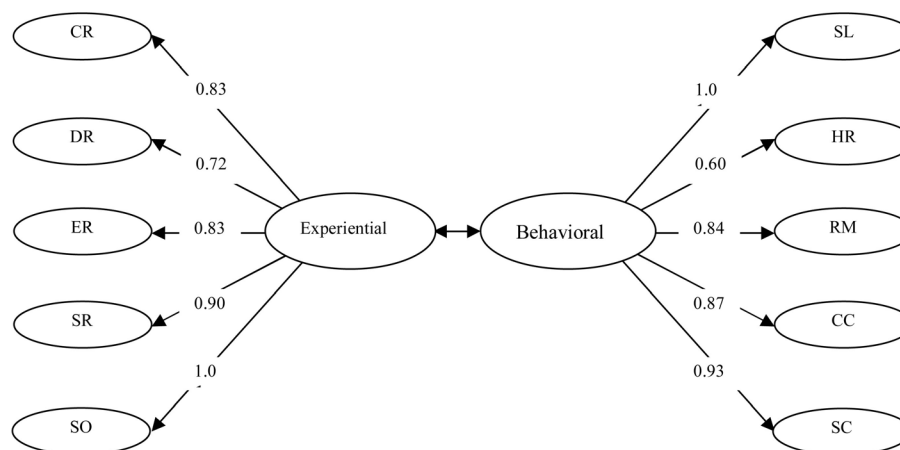 CR
SL
0.83
1.0
DR
HR
0.72
0.60
ER
0.83
Experiential
Behavioral
0.84
RM
SR
0.90
0.87
CC
1.0
0.93
SO
SC